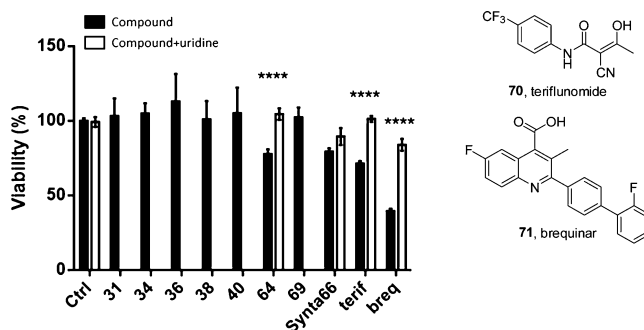 Compound
Compound+uridine
Viability (%)
150
100
50
0
****
****
****
Ctrl
31
34
36
38
40
64
69
Synta66
terif
breq
CF₃
O
OH
N
H
CN
70, teriflunomide
O
OH
F
N
F
71, brequinar